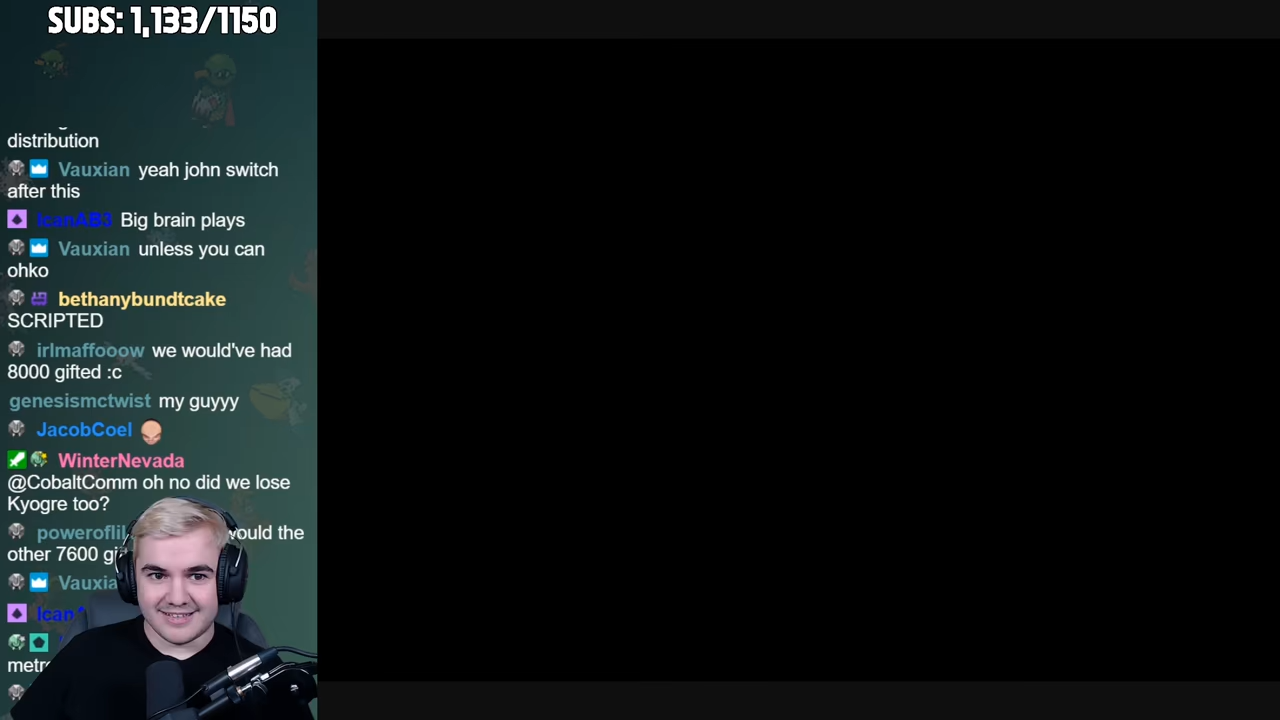 SUBS: 1,133/1150
distribution
Vauxian yeah john switch
after this
IcanAB3 Big brain plays
Vauxian unless you can
ohko
bethanybundtcake
SCRIPTED
irlmaffooow we would've had
8000 gifted :c
genesismctwist my guyyy
JacobCoel
WinterNevada
@CobaltComm oh no did we lose
Kyogre too?
would the
other 7600